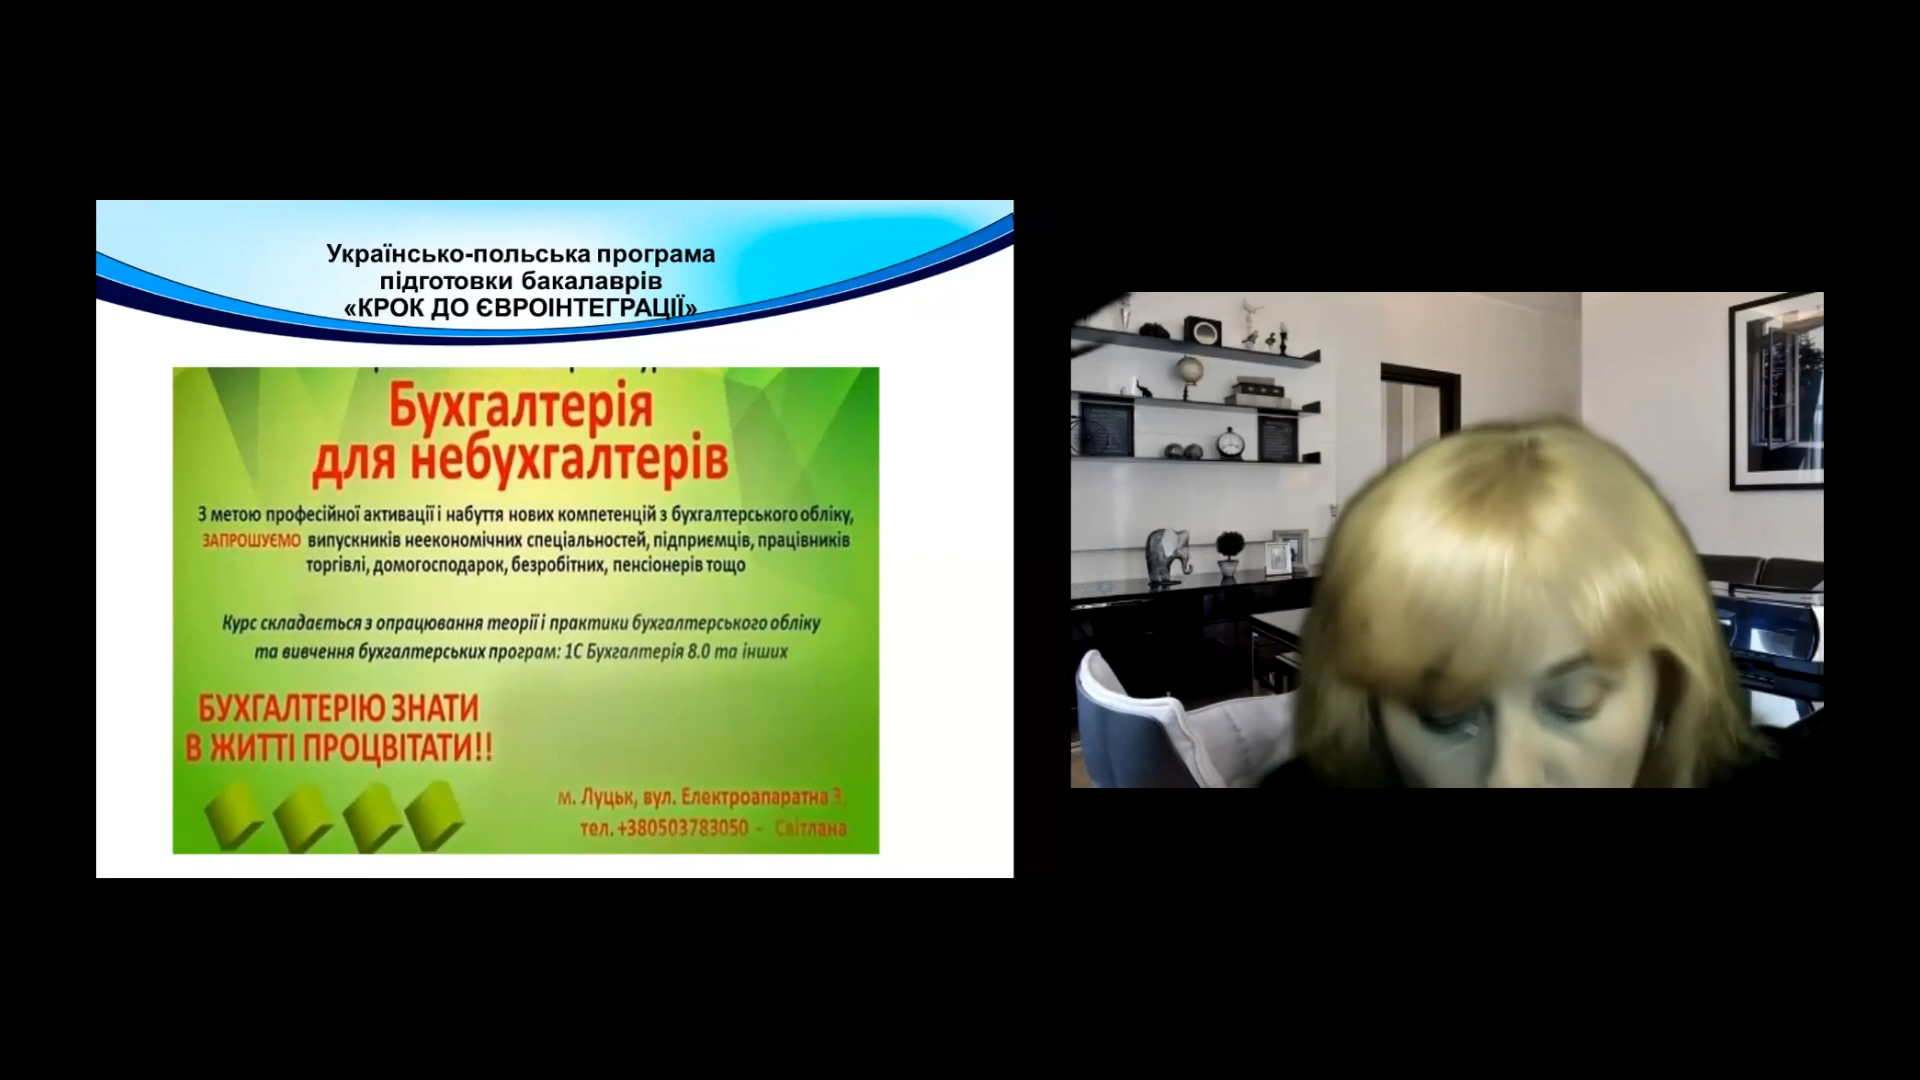 Українсько-польська програма
підготовки бакалаврів
«КРОК ДО ЄВРОІНТЕГРАЦІЇ»
Бухгалтерія
для небухгалтерів
З метою професійної активації і набуття нових компетенцій з бухгалтерського обліку,
ЗАПРОШУЄМО випускників неекономічних спеціальностей, підприємців, працівників
торгівлі, домогосподарок, безробітних, пенсіонерів тощо
Курс складається з опрацювання теорії і практики бухгалтерського обліку
та вивчення бухгалтерських програм: 1С Бухгалтерія 8.0 та інших
БУХГАЛТЕРІЮ ЗНАТИ
В ЖИТТІ ПРОЦВІТАТИ!!
м. Луцьк, вул. Електроапаратна 3,
тел. +380503783050 - Світлана